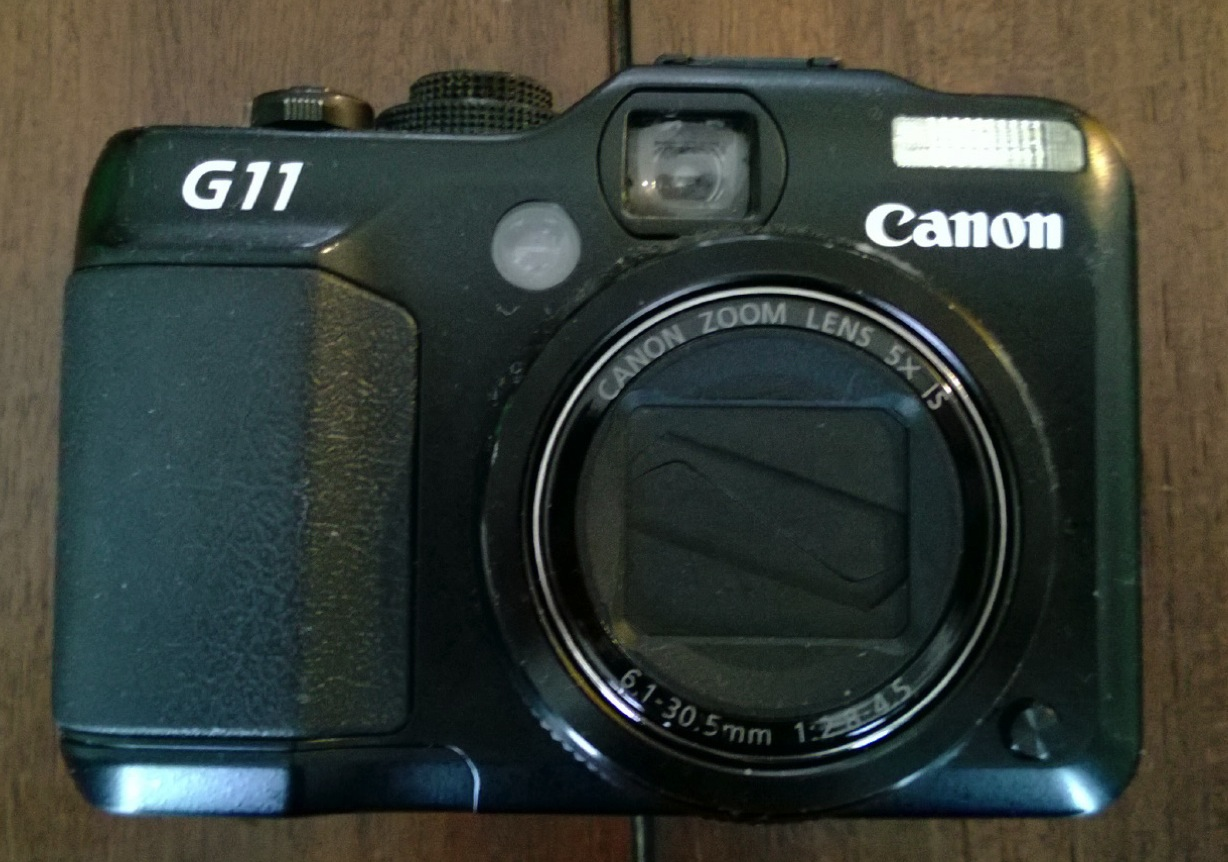 G11
Canon
CANON ZOOM LENS 5X IS
6.1-30.5mm 1:2.8-4.5